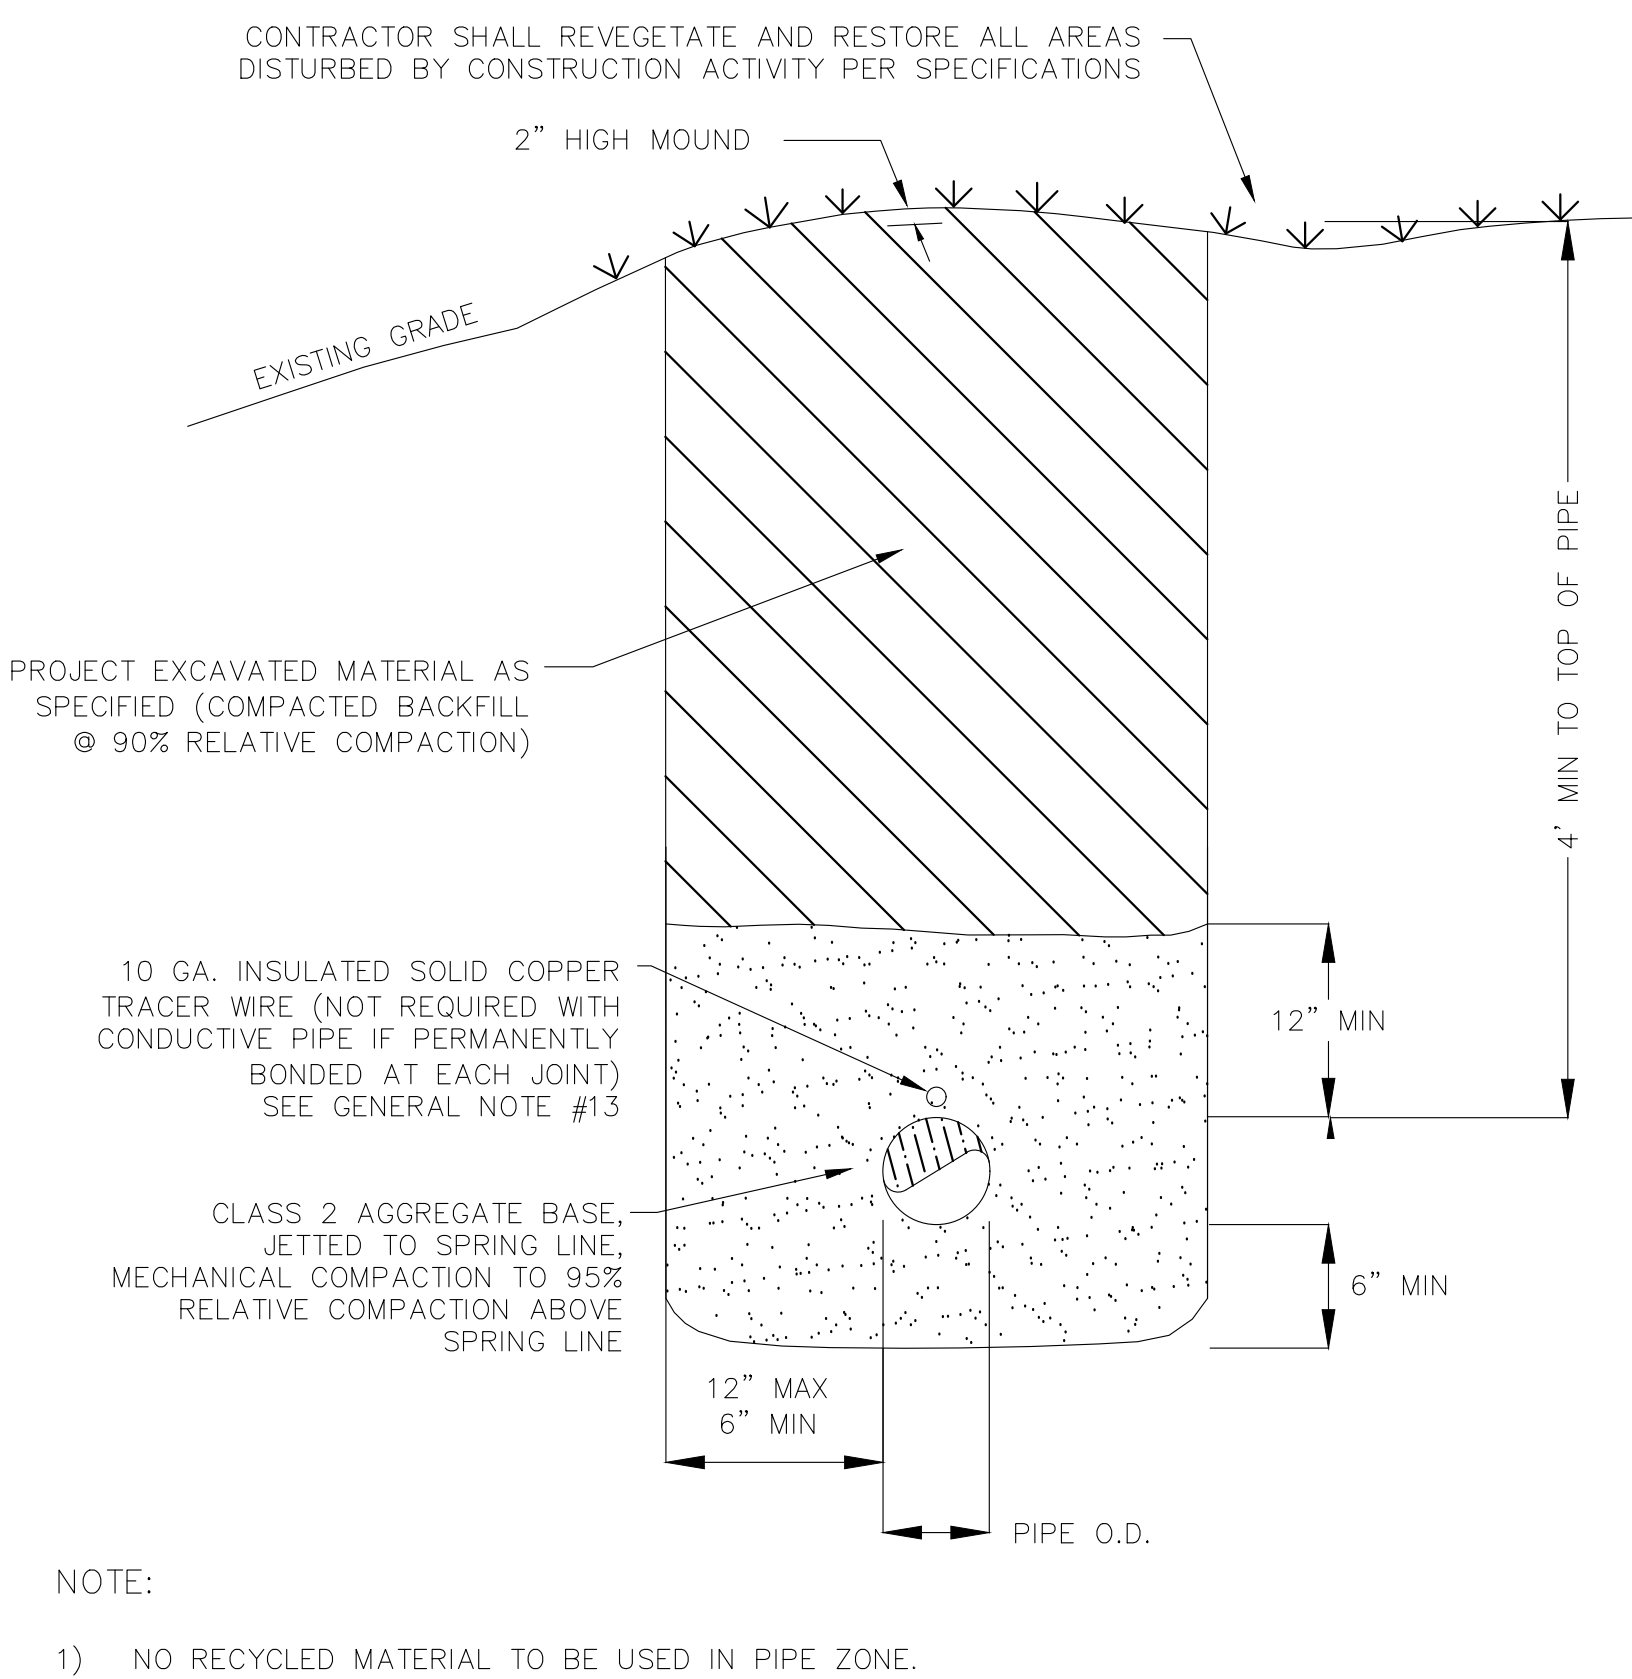 CONTRACTOR SHALL REVEGETATE AND RESTORE ALL AREAS
DISTURBED BY CONSTRUCTION ACTIVITY PER SPECIFICATIONS
2” HIGH MOUND
EXISTING GRADE
4' MIN TO TOP OF PIPE
PROJECT EXCAVATED MATERIAL AS
SPECIFIED (COMPACTED BACKFILL
@ 90% RELATIVE COMPACTION)
10 GA. INSULATED SOLID COPPER
TRACER WIRE (NOT REQUIRED WITH
CONDUCTIVE PIPE IF PERMANENTLY
BONDED AT EACH JOINT)
SEE GENERAL NOTE #13
12” MIN
CLASS 2 AGGREGATE BASE,
JETTED TO SPRING LINE,
MECHANICAL COMPACTION TO 95%
RELATIVE COMPACTION ABOVE
SPRING LINE
6” MIN
12” MAX
6” MIN
PIPE O.D.
NOTE:
1) NO RECYCLED MATERIAL TO BE USED IN PIPE ZONE.